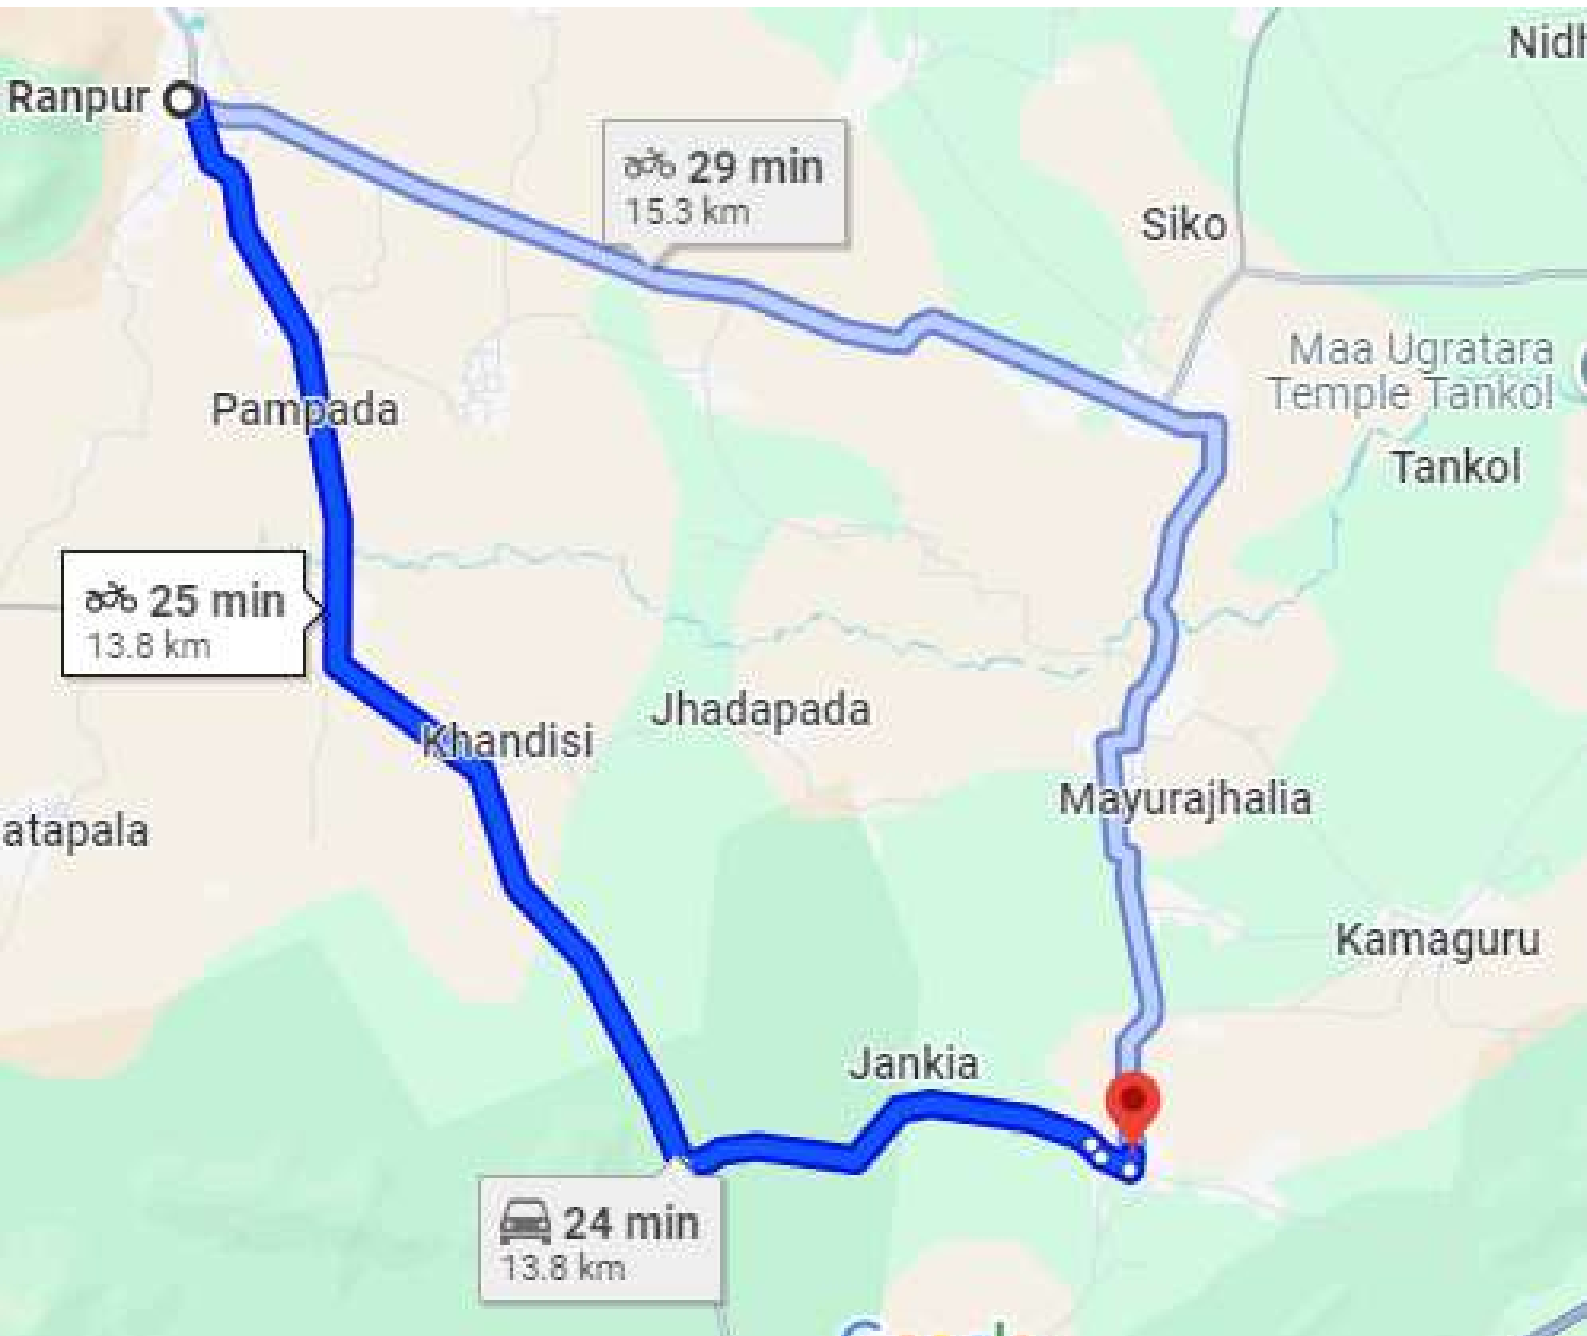 Nidh
Ranpur
29 min
15.3 km
Siko
Maa Ugratara
Temple Tankol
Tankol
Pampada
25 min
13.8 km
Jhadapada
Khandisi
Mayurajhalia
atapala
Kamaguru
Jankia
24 min
13.8 km